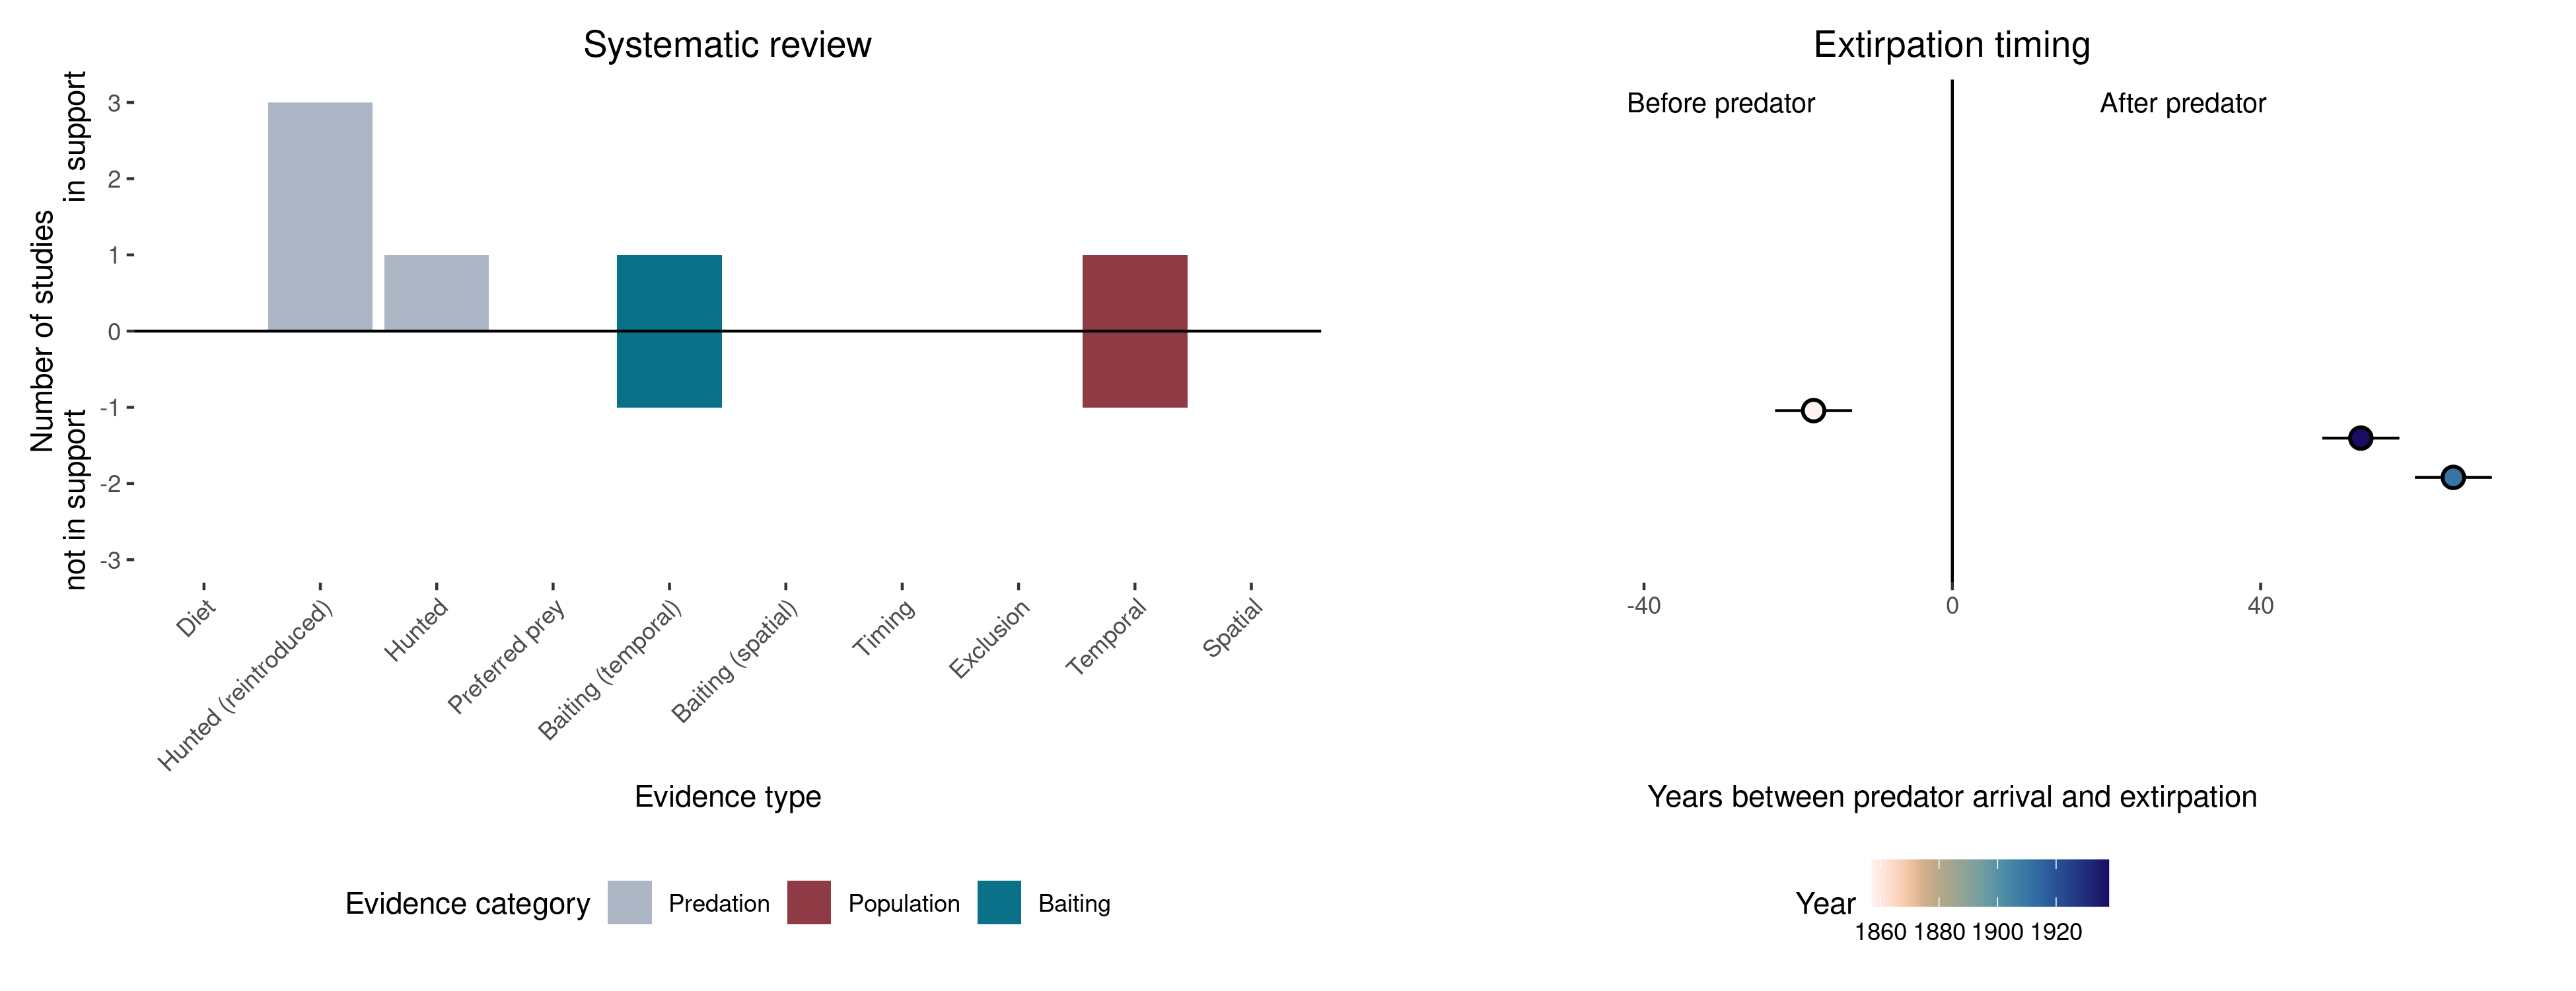 Systematic review
Number of studies
not in support
in support
3
2
1
0
-1
-2
-3
Diet
Hunted (reintroduced)
Hunted
Preferred prey
Baiting (temporal)
Baiting (spatial)
Timing
Exclusion
Temporal
Spatial
Evidence type
Evidence category
Predation
Population
Baiting
Extirpation timing
Before predator
After predator
-40
0
40
Years between predator arrival and extirpation
Year
1860 1880 1900 1920